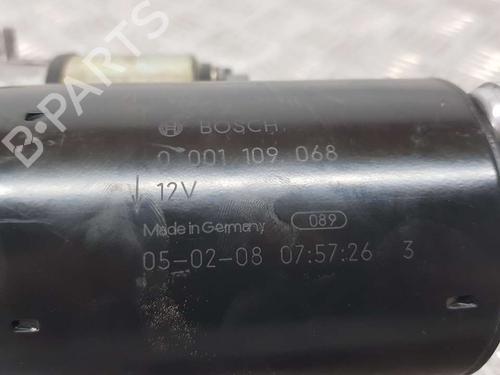 BOSCH
0 001 109 068
12V
Made in Germany
089
05-02-08 07:57:26 3
B-PARTS